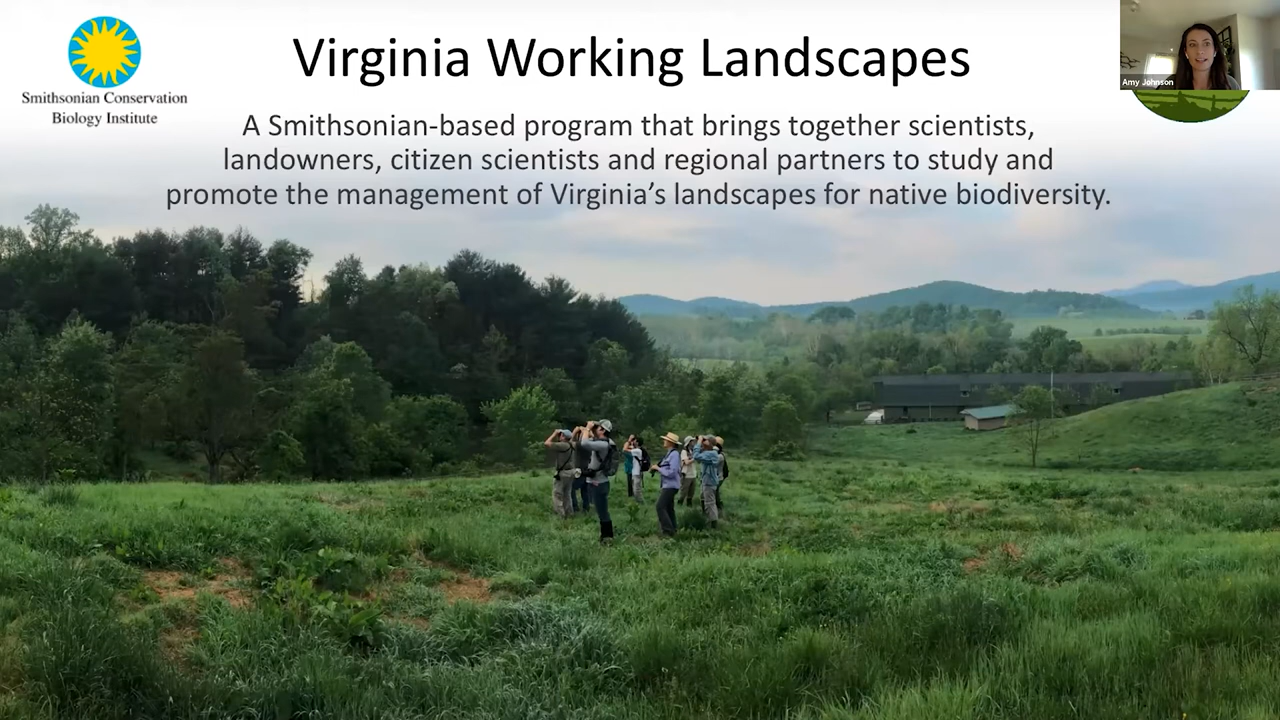 Virginia Working Landscapes
Smithsonian Conservation
Biology Institute
A Smithsonian-based program that brings together scientists,
landowners, citizen scientists and regional partners to study and
promote the management of Virginia’s landscapes for native biodiversity.
Amy Johnson